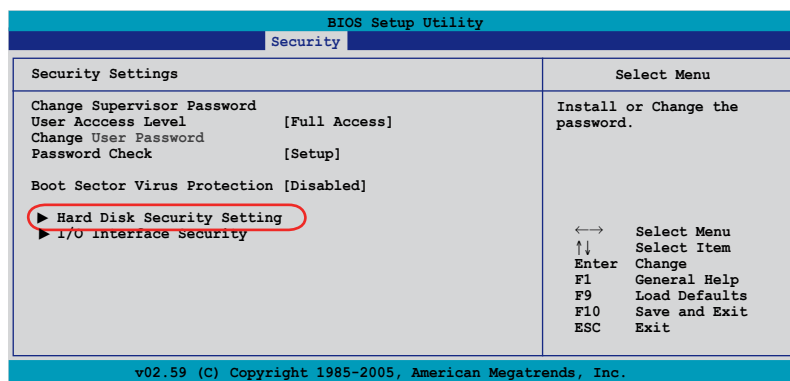 BIOS Setup Utility
Security
Security Settings
Select Menu
Change Supervisor Password
User Acccess Level [Full Access]
Change User Password
Password Check [Setup]
Boot Sector Virus Protection [Disabled]
▶ Hard Disk Security Setting
▶ I/O Interface Security
Install or Change the
password.
←→ Select Menu
↑↓ Select Item
Enter Change
F1 General Help
F9 Load Defaults
F10 Save and Exit
ESC Exit
v02.59 (C) Copyright 1985-2005, American Megatrends, Inc.